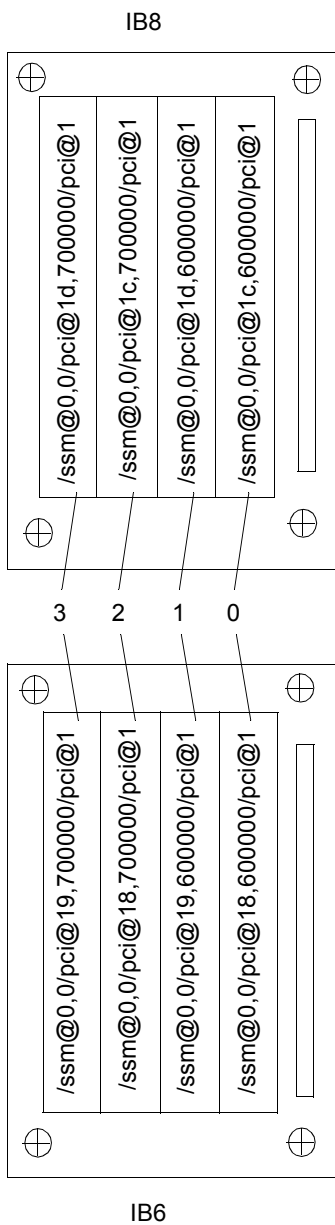 IB8
/ssm@0,0/pci@1d,700000/pci@1
/ssm@0,0/pci@1c,700000/pci@1
/ssm@0,0/pci@1d,600000/pci@1
/ssm@0,0/pci@1c,600000/pci@1
3 2 1 0
/ssm@0,0/pci@19,700000/pci@1
/ssm@0,0/pci@18,700000/pci@1
/ssm@0,0/pci@19,600000/pci@1
/ssm@0,0/pci@18,600000/pci@1
IB6